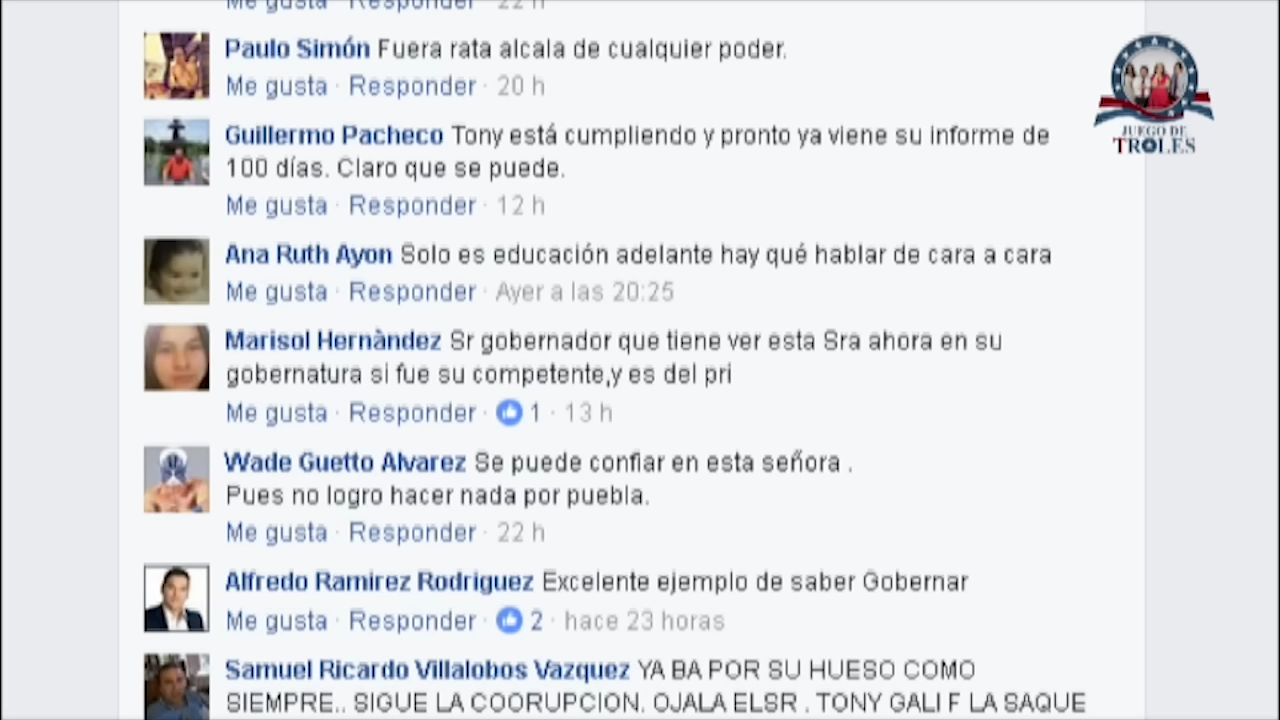 Me gusta · Responder · 22 h
Paulo Simón Fuera rata alcala de cualquier poder.
Me gusta · Responder · 20 h
Guillermo Pacheco Tony está cumpliendo y pronto ya viene su informe de
100 días. Claro que se puede.
Me gusta · Responder · 12 h
Ana Ruth Ayon Solo es educación adelante hay qué hablar de cara a cara
Me gusta · Responder · Ayer a las 20:25
Marisol Hernàndez Sr gobernador que tiene ver esta Sra ahora en su
gobernatura si fue su competente,y es del pri
Me gusta · Responder · 1 · 13 h
Wade Guetto Alvarez Se puede confiar en esta señora .
Pues no logro hacer nada por puebla.
Me gusta · Responder · 22 h
Alfredo Ramirez Rodriguez Excelente ejemplo de saber Gobernar
Me gusta · Responder · 2 · hace 23 horas
Samuel Ricardo Villalobos Vazquez YA BA POR SU HUESO COMO
SIEMPRE.. SIGUE LA COORUPCION. OJALA ELSR . TONY GALI F LA SAQUE
JUEGO DE
TROLES